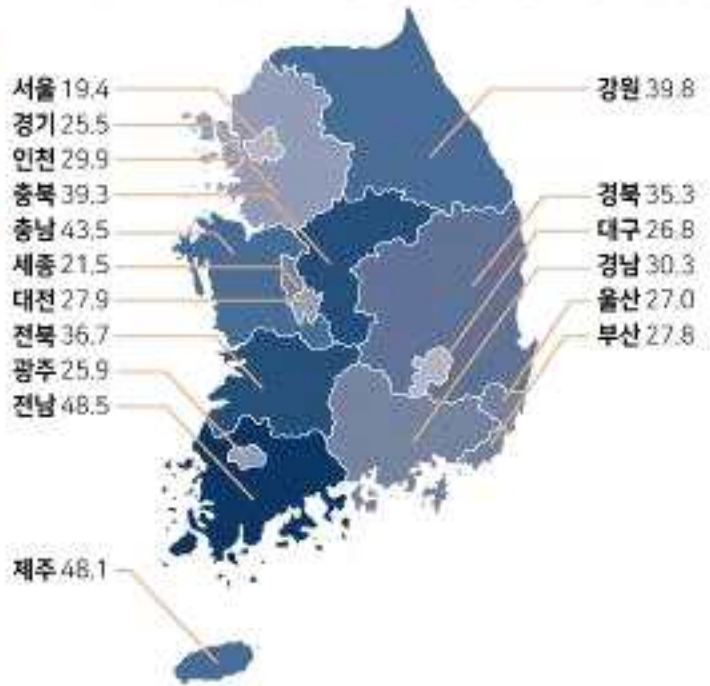 서울 19.4
경기 25.5
인천 29.9
충북 39.3
충남 43.5
세종 21.5
대전 27.9
전북 36.7
광주 25.9
전남 48.5
제주 48.1
강원 39.8
경북 35.3
대구 26.8
경남 30.3
울산 27.0
부산 27.8